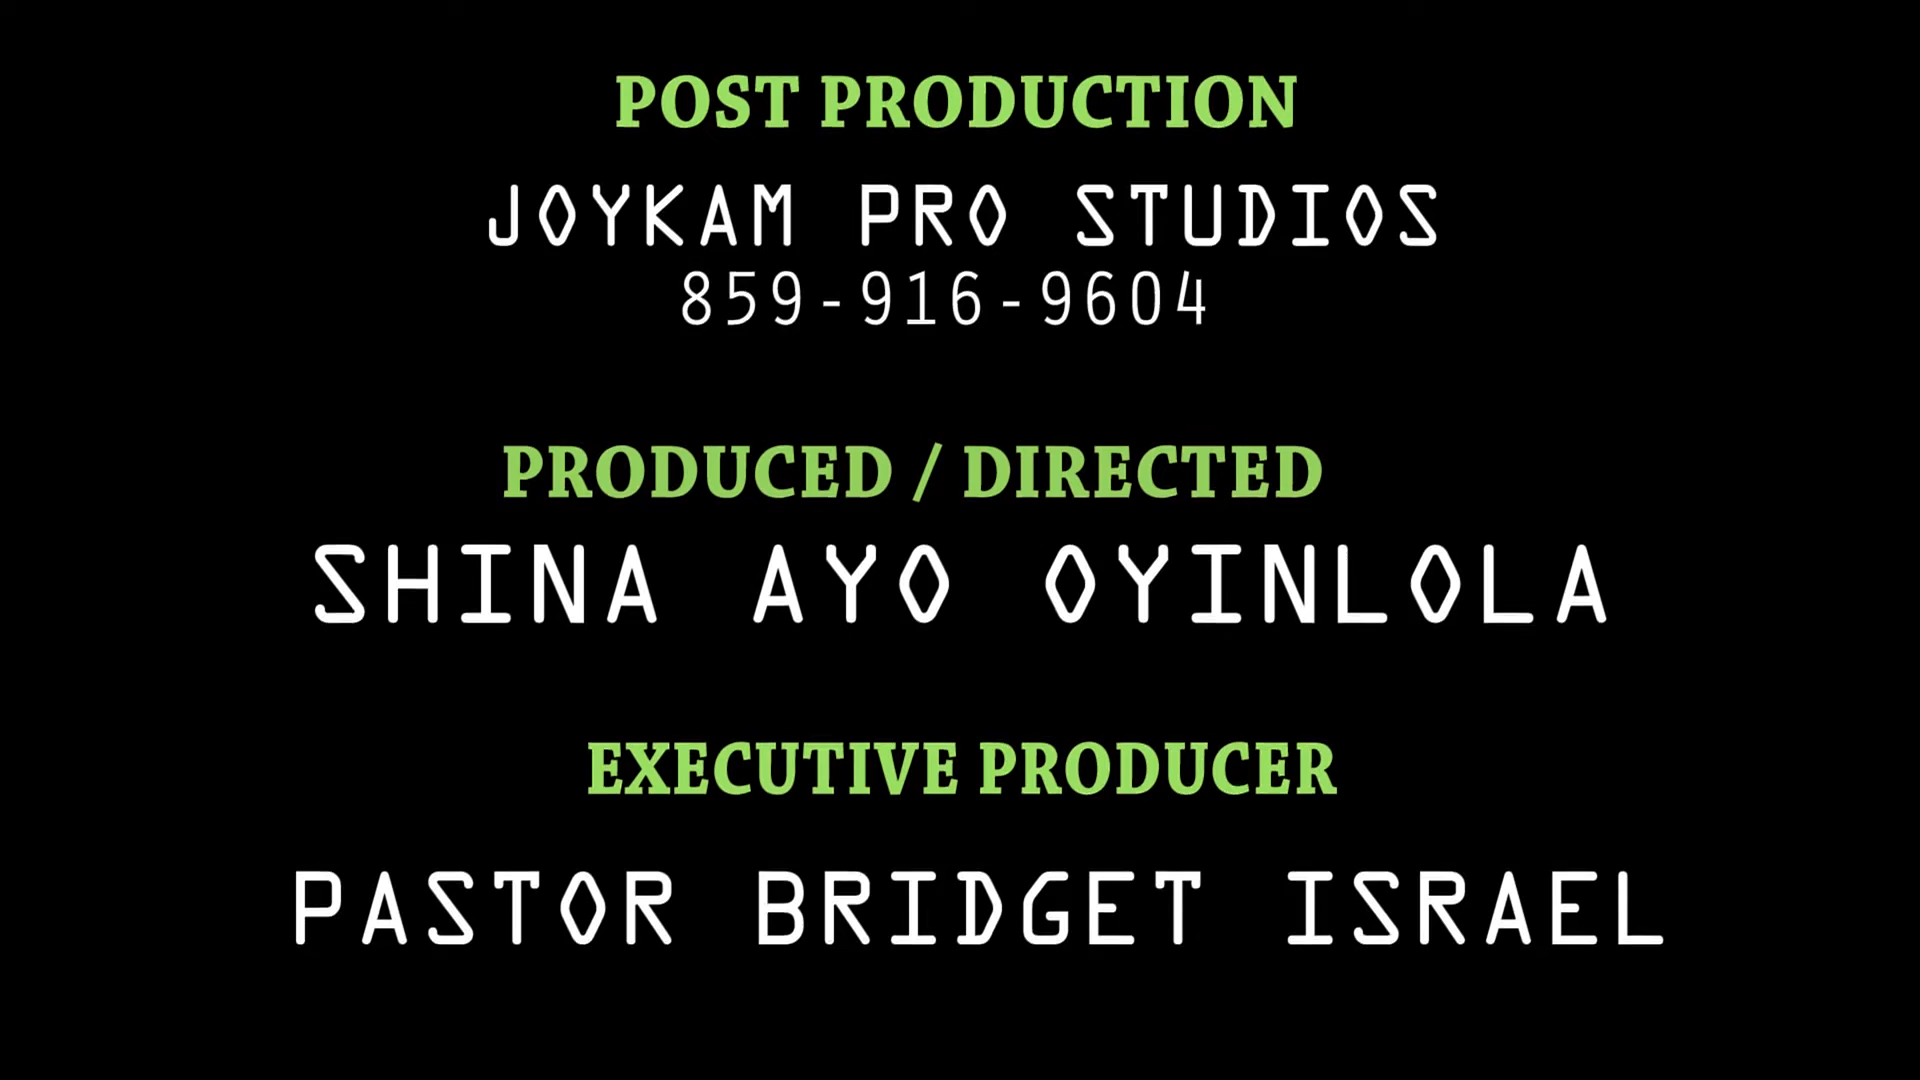 POST PRODUCTION
JOYKAM PRO STUDIOS
859-916-9604
PRODUCED / DIRECTED
SHINA AYO OYINLOLA
EXECUTIVE PRODUCER
PASTOR BRIDGET ISRAEL